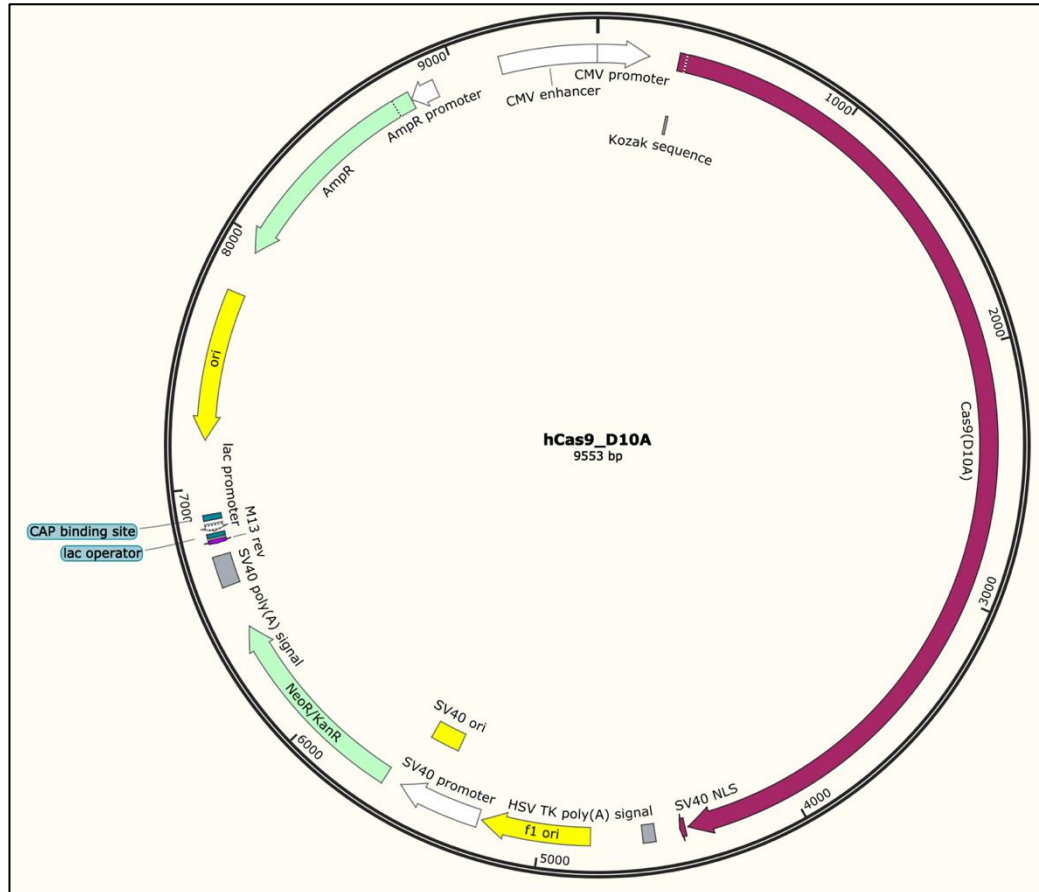 9000
CMV promoter
CMV enhancer
AmpR promoter
1000
Kozak sequence
AmpR
8000
2000
ori
Cas9(D10A)
hCas9_D10A
9553 bp
lac promoter
7000
M13 rev
CAP binding site
lac operator
SV40 poly(A) signal
3000
NeoR/KanR
SV40 ori
6000
SV40 promoter
HSV TK poly(A) signal
SV40 NLS
4000
f1 ori
5000